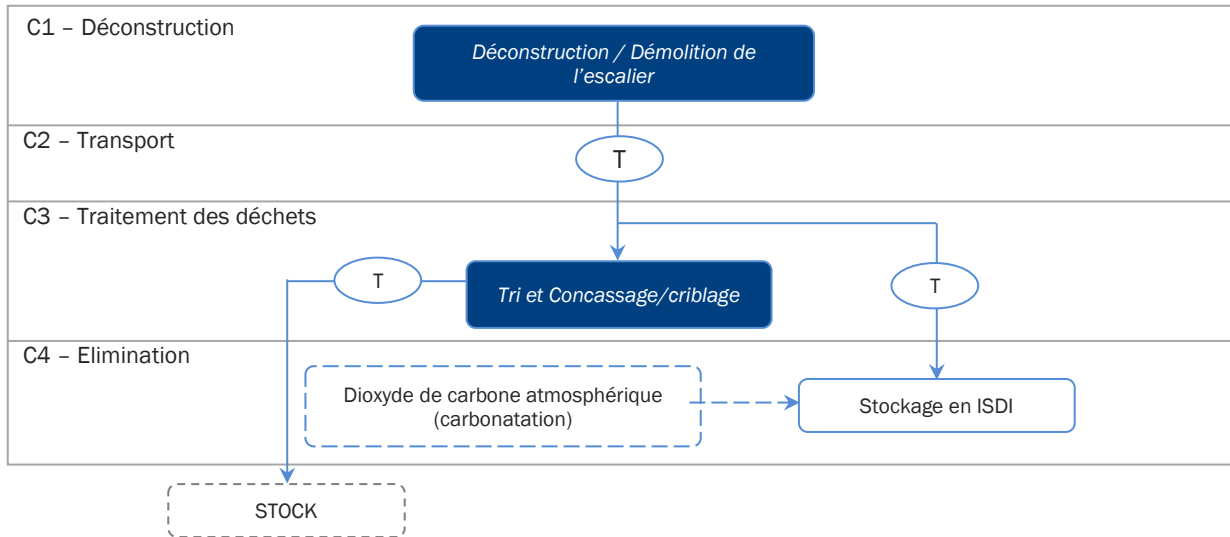 C1 – Déconstruction
Déconstruction / Démolition de
l’escalier
C2 – Transport
T
C3 – Traitement des déchets
T
Tri et Concassage/criblage
T
C4 – Elimination
Dioxyde de carbone atmosphérique
(carbonatation)
Stockage en ISDI
STOCK